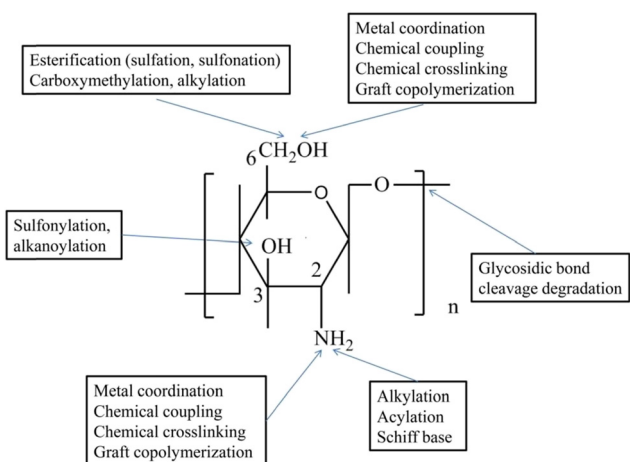 Esterification (sulfation, sulfonation)
Carboxymethylation, alkylation
Metal coordination
Chemical coupling
Chemical crosslinking
Graft copolymerization
6 CH₂OH
O
O
Sulfonylation,
alkanoylation
OH
2
3
Glycosidic bond
cleavage degradation
n
NH₂
Metal coordination
Chemical coupling
Chemical crosslinking
Graft copolymerization
Alkylation
Acylation
Schiff base